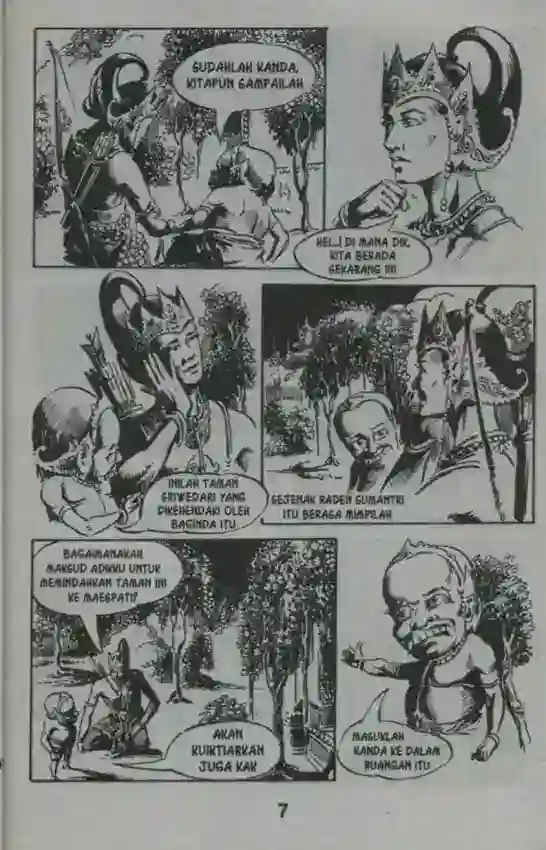 SUDAHLAH KANDA,
KITAPUN SAMPAILAH
HEI...! DI MANA DIK,
KITA BERADA
SEKARANG INI
INILAH TAMAN
SRIWEDARI YANG
DIKEHENDAKI OLEH
BAGINDA ITU
SEJENAK RADEN SUMANTRI
ITU BERASA MIMPILAH
BAGAIMANAKAH
MAKSUD ADIKKU UNTUK
MEMINDAHKAN TAMAN INI
KE MAESPATI?
AKAN
KUIKTIARKAN
JUGA KAK
MASUKLAH
KANDA KE DALAM
RUANGAN ITU
7